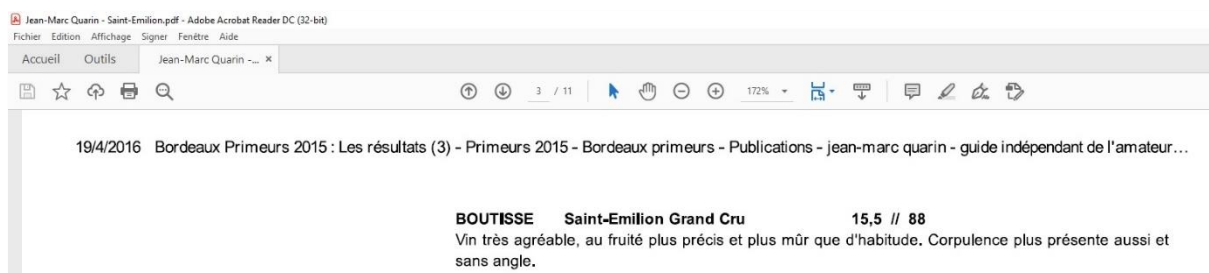 Jean-Marc Quarin - Saint-Emilion.pdf - Adobe Acrobat Reader DC (32-bit)
Fichier Edition Affichage Signer Fenêtre Aide
Accueil Outils Jean-Marc Quarin -... ×
3 / 11 172%
19/4/2016 Bordeaux Primeurs 2015 : Les résultats (3) - Primeurs 2015 - Bordeaux primeurs - Publications - jean-marc quarin - guide indépendant de l'amateur...
BOUTISSE Saint-Emilion Grand Cru 15,5 // 88
Vin très agréable, au fruité plus précis et plus mûr que d'habitude. Corpulence plus présente aussi et
sans angle.